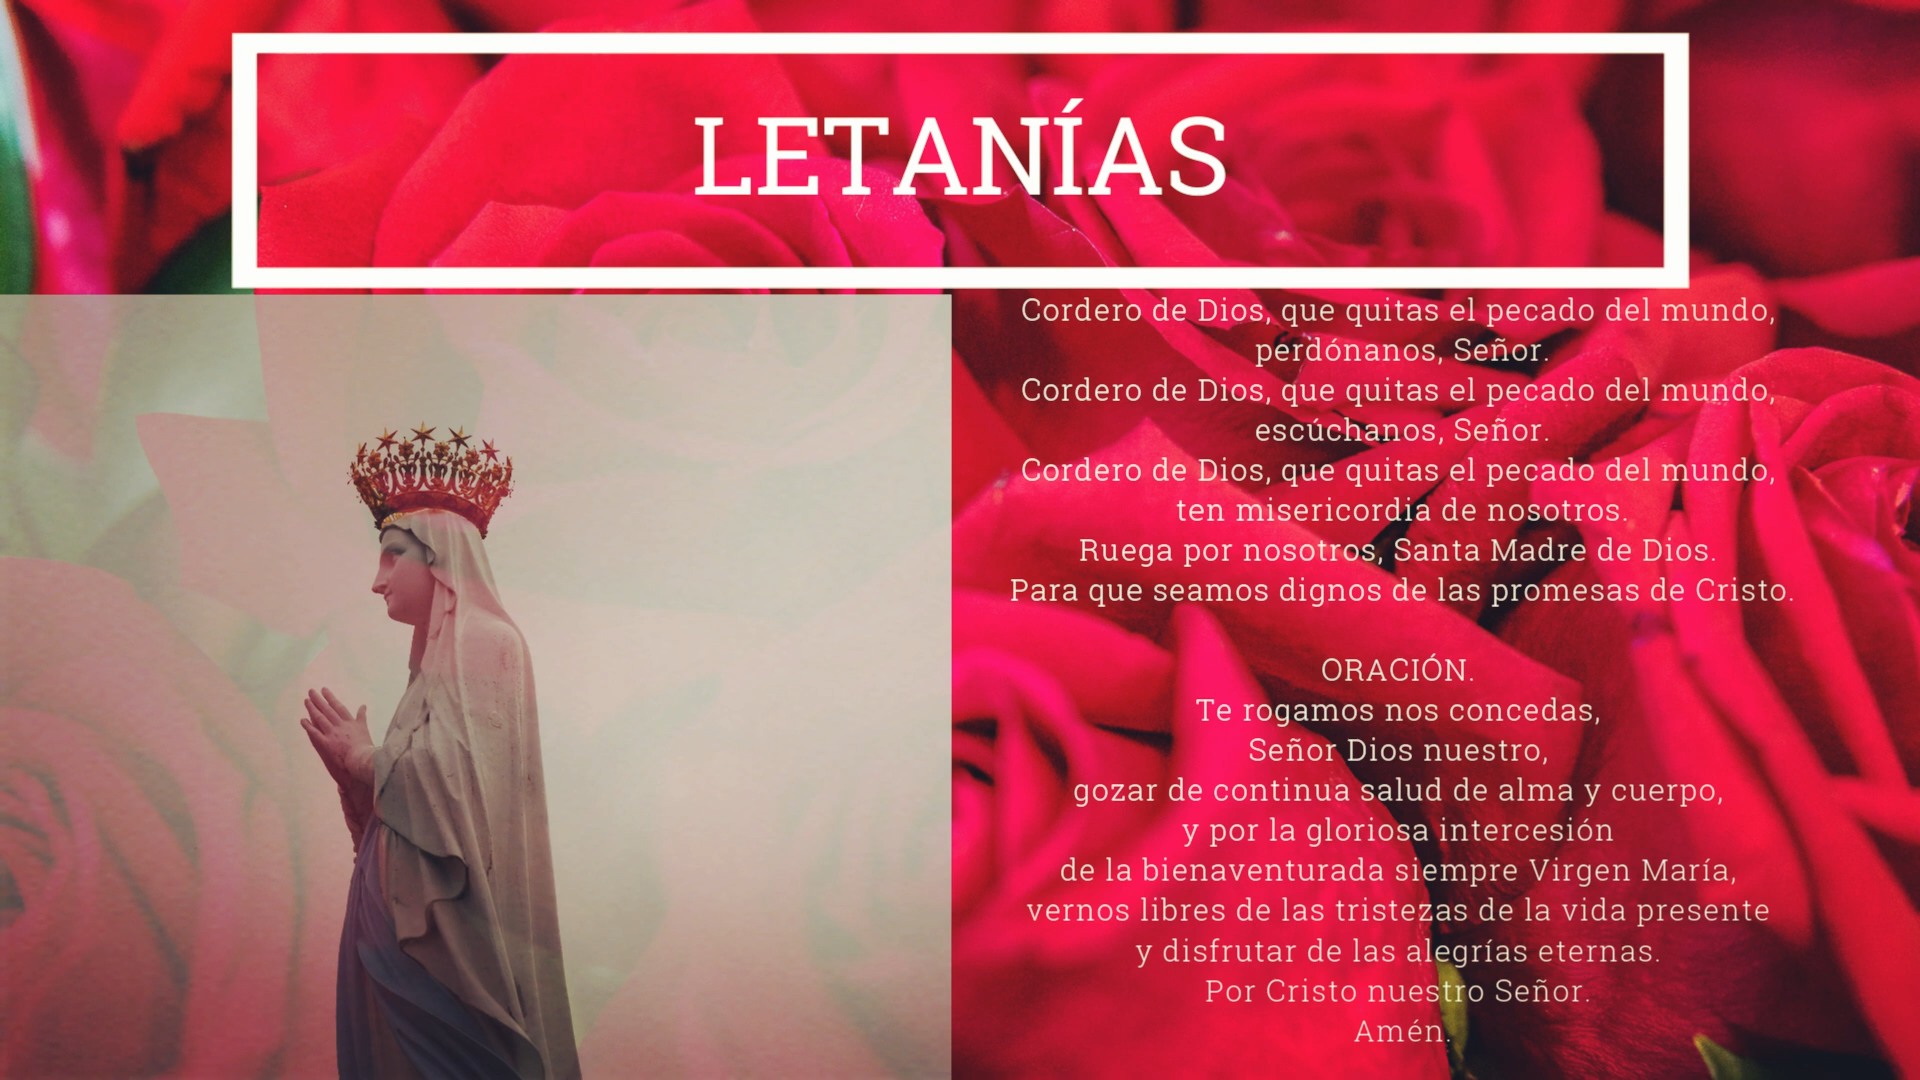 LETANÍAS
Cordero de Dios, que quitas el pecado del mundo,
perdónanos, Señor.
Cordero de Dios, que quitas el pecado del mundo,
escúchanos, Señor.
Cordero de Dios, que quitas el pecado del mundo,
ten misericordia de nosotros.
Ruega por nosotros, Santa Madre de Dios.
Para que seamos dignos de las promesas de Cristo.
ORACIÓN.
Te rogamos nos concedas,
Señor Dios nuestro,
gozar de continua salud de alma y cuerpo,
y por la gloriosa intercesión
de la bienaventurada siempre Virgen María,
vernos libres de las tristezas de la vida presente
y disfrutar de las alegrías eternas.
Por Cristo nuestro Señor.
Amén.